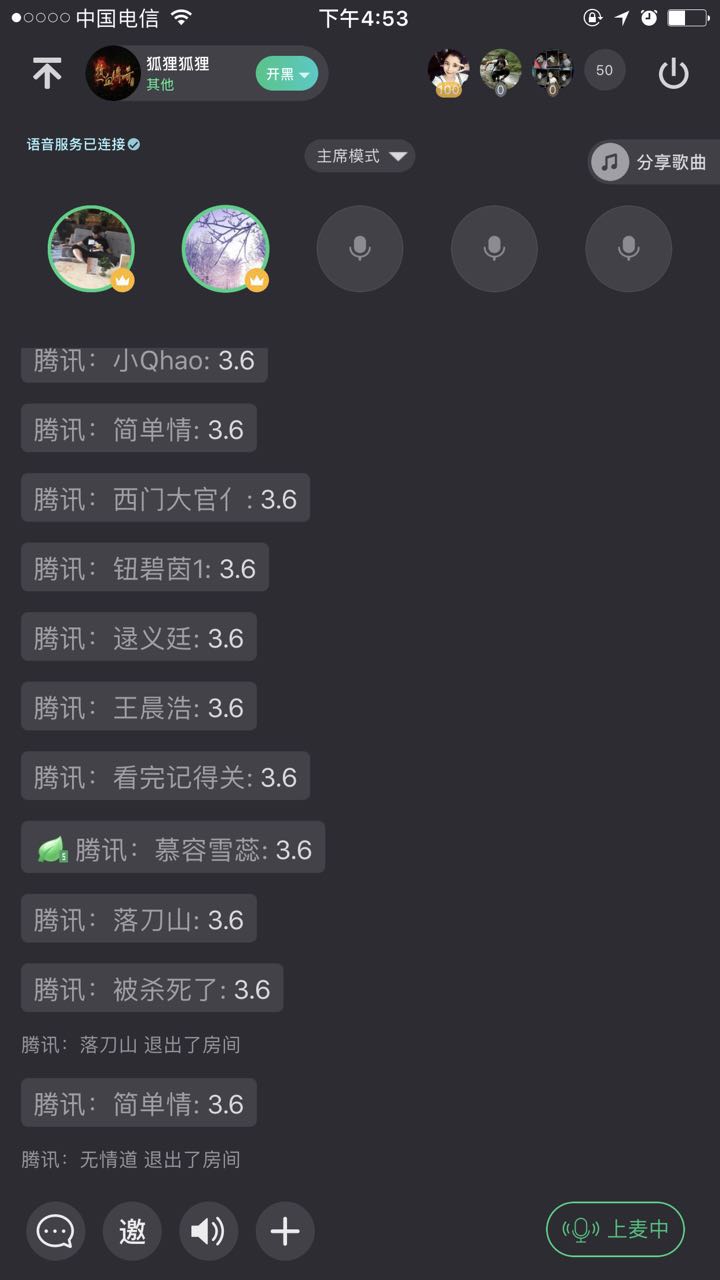 中国电信 下午4:53
狐狸狐狸
其他
开黑
100
0
0
50
语音服务已连接
主席模式
分享歌曲
腾讯：小Qhao: 3.6
腾讯：简单情: 3.6
腾讯：西门大官亻: 3.6
腾讯：钮碧茵1: 3.6
腾讯：逯义廷: 3.6
腾讯：王晨浩: 3.6
腾讯：看完记得关: 3.6
5 腾讯：慕容雪蕊: 3.6
腾讯：落刀山: 3.6
腾讯：被杀死了: 3.6
腾讯：落刀山 退出了房间
腾讯：简单情: 3.6
腾讯：无情道 退出了房间
邀
上麦中